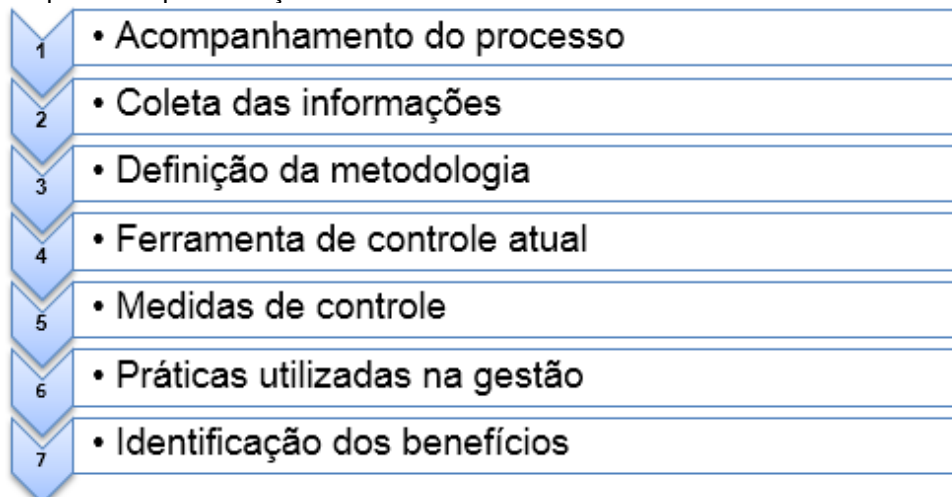 1 • Acompanhamento do processo
2 • Coleta das informações
3 • Definição da metodologia
4 • Ferramenta de controle atual
5 • Medidas de controle
6 • Práticas utilizadas na gestão
7 • Identificação dos benefícios